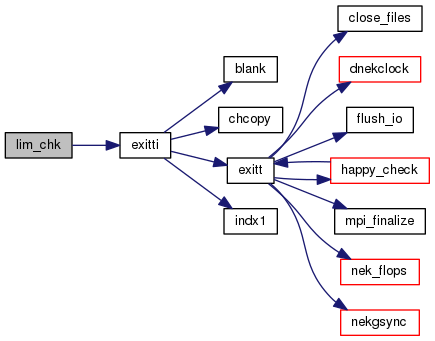 lim_chk
exitti
blank
chcopy
exitt
indx1
close_files
dnekclock
flush_io
happy_check
mpi_finalize
nek_flops
nekgsync